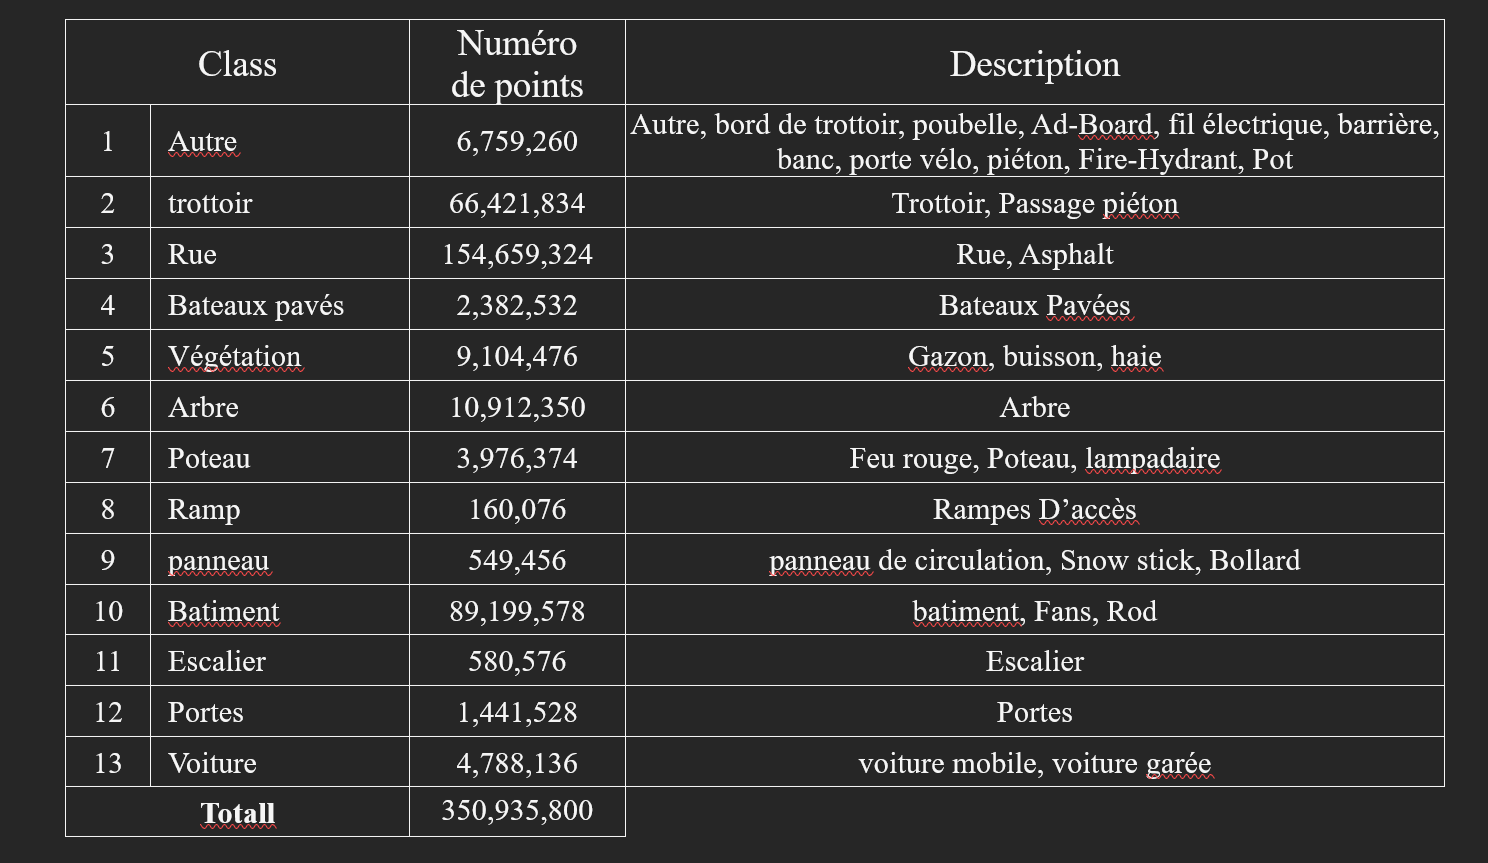 Class Numéro de points Description
1 Autre 6,759,260 Autre, bord de trottoir, poubelle, Ad-Board, fil électrique, barrière,
banc, porte vélo, piéton, Fire-Hydrant, Pot
2 trottoir 66,421,834 Trottoir, Passage piéton
3 Rue 154,659,324 Rue, Asphalt
4 Bateaux pavés 2,382,532 Bateaux Pavées
5 Végétation 9,104,476 Gazon, buisson, haie
6 Arbre 10,912,350 Arbre
7 Poteau 3,976,374 Feu rouge, Poteau, lampadaire
8 Ramp 160,076 Rampes D’accès
9 panneau 549,456 panneau de circulation, Snow stick, Bollard
10 Batiment 89,199,578 batiment, Fans, Rod
11 Escalier 580,576 Escalier
12 Portes 1,441,528 Portes
13 Voiture 4,788,136 voiture mobile, voiture garée
Totall 350,935,800